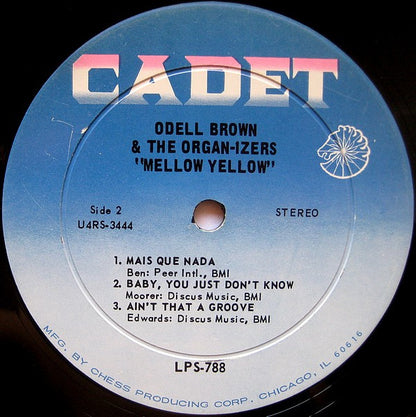 CADET
ODELL BROWN
& THE ORGAN-IZERS
"MELLOW YELLOW"
Side 2
U4RS-3444
STEREO
1. MAIS QUE NADA
Ben: Peer Intl., BMI
2. BABY, YOU JUST DON'T KNOW
Moorer: Discus Music, BMI
3. AIN'T THAT A GROOVE
Edwards: Discus Music, BMI
LPS-788
MFG. BY CHESS PRODUCING CORP. CHICAGO, IL 60616